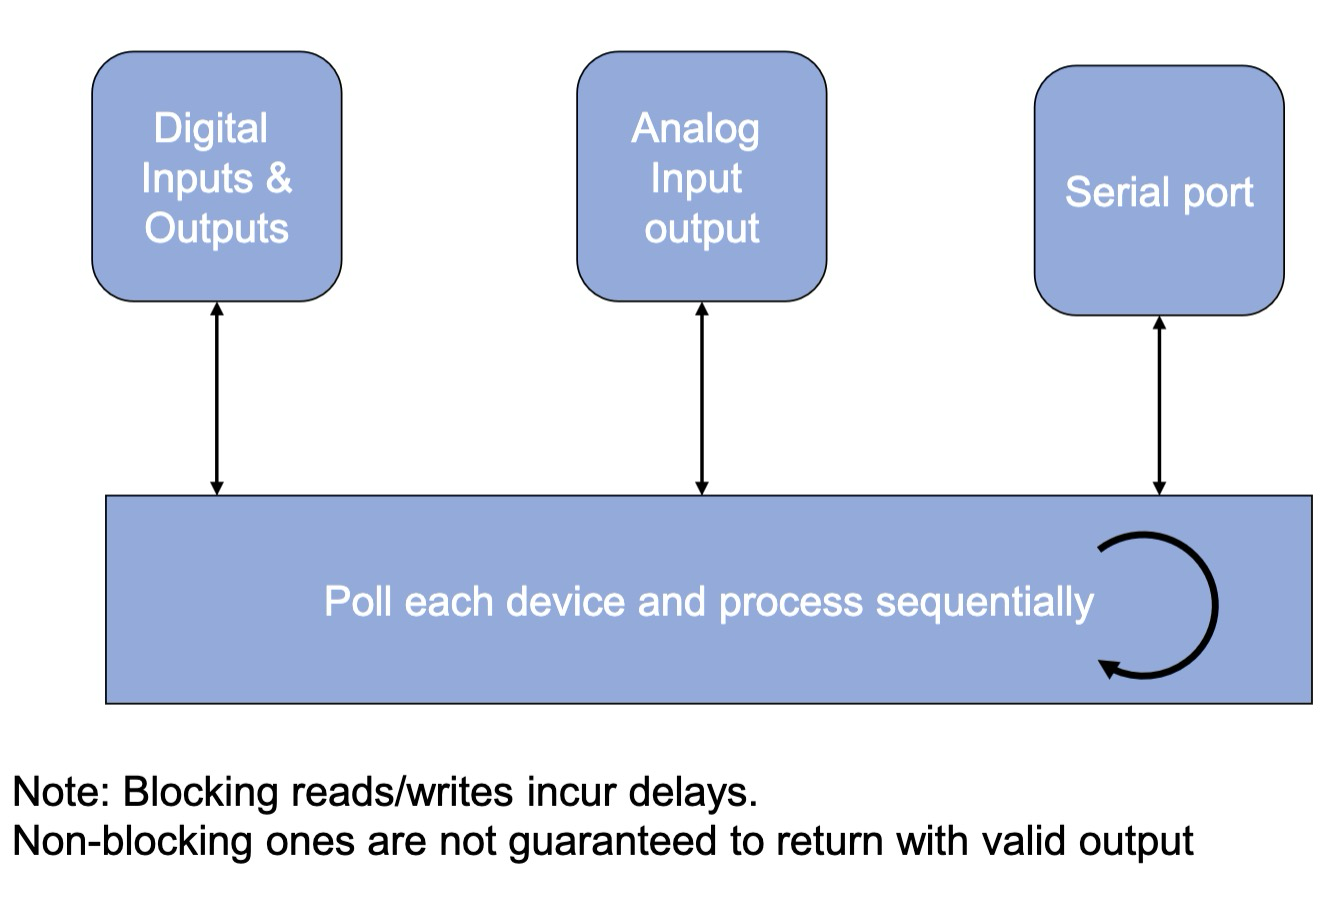 Digital
Inputs &
Outputs
Analog
Input
output
Serial port
Poll each device and process sequentially
Note: Blocking reads/writes incur delays.
Non-blocking ones are not guaranteed to return with valid output